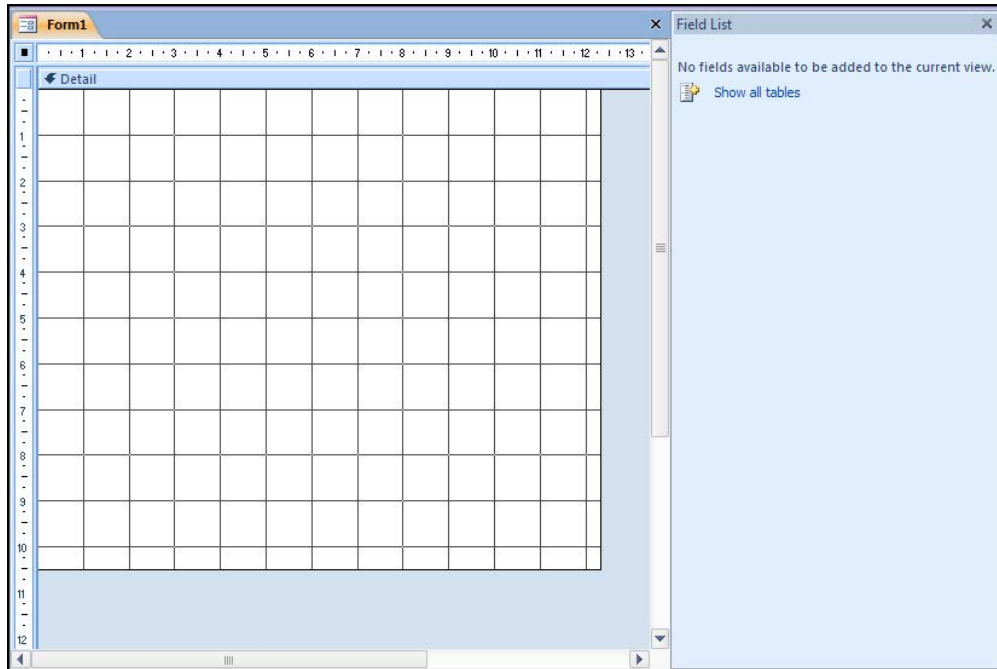 Form1
Field List
1 2 3 4 5 6 7 8 9 10 11 12 13
No fields available to be added to the current view.
Detail
Show all tables
1
2
3
4
5
6
7
8
9
10
11
12